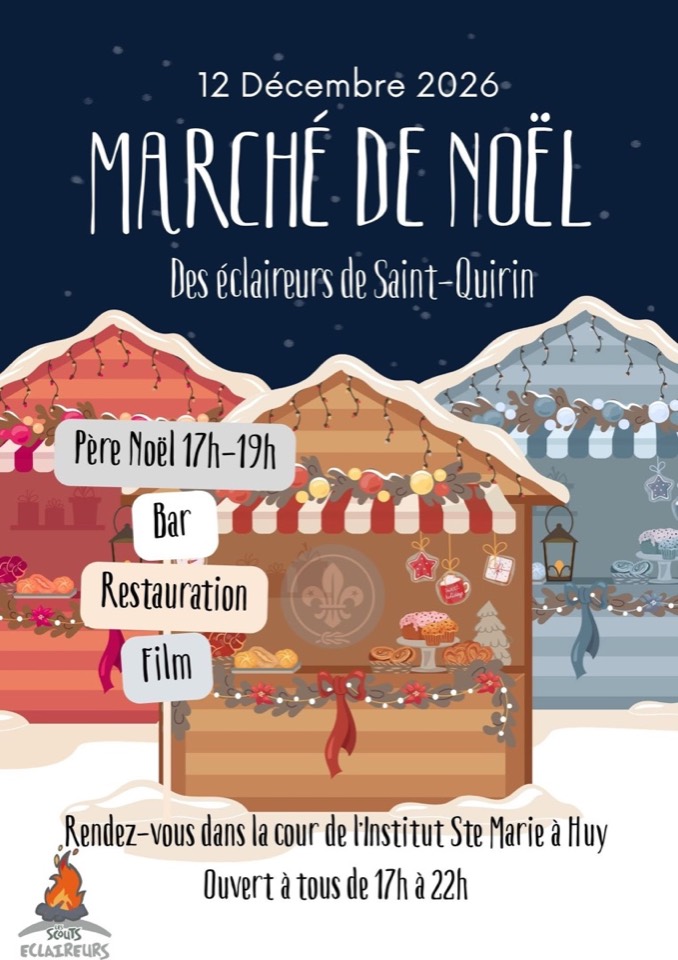 12 Décembre 2026
MARCHÉ DE NOËL
Des éclaireurs de Saint-Quirin
Père Noël 17h-19h
Bar
Restauration
Film
Rendez-vous dans la cour de l'Institut Ste Marie à Huy
Ouvert à tous de 17h à 22h
LES
SCOUTS
ECLAIREURS